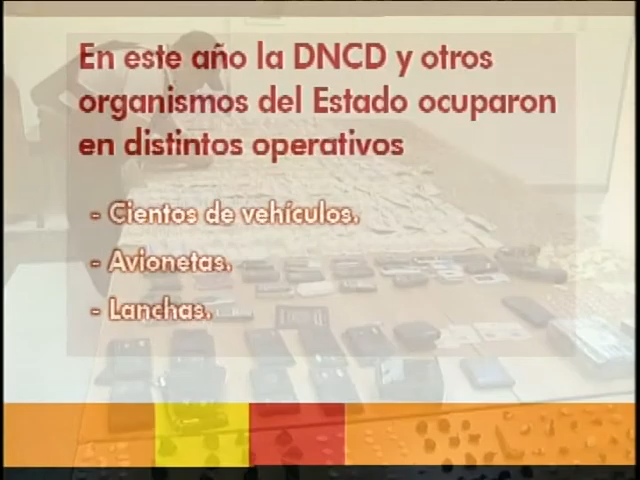 En este año la DNCD y otros
organismos del Estado ocuparon
en distintos operativos
- Cientos de vehículos.
- Avionetas.
- Lanchas.